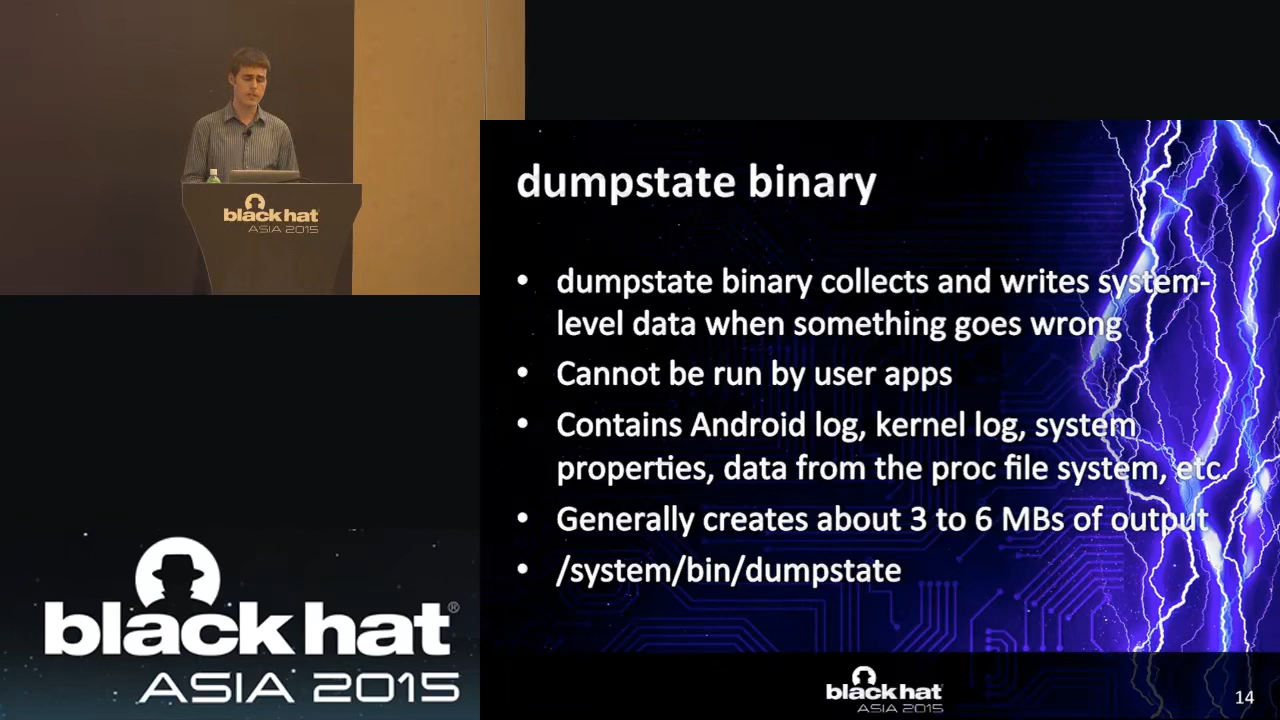 black hat
ASIA 2015
dumpstate binary
• dumpstate binary collects and writes system-
level data when something goes wrong
• Cannot be run by user apps
• Contains Android log, kernel log, system
properties, data from the proc file system, etc.
• Generally creates about 3 to 6 MBs of output
• /system/bin/dumpstate
black hat®
ASIA 2015
black hat
ASIA 2015
14